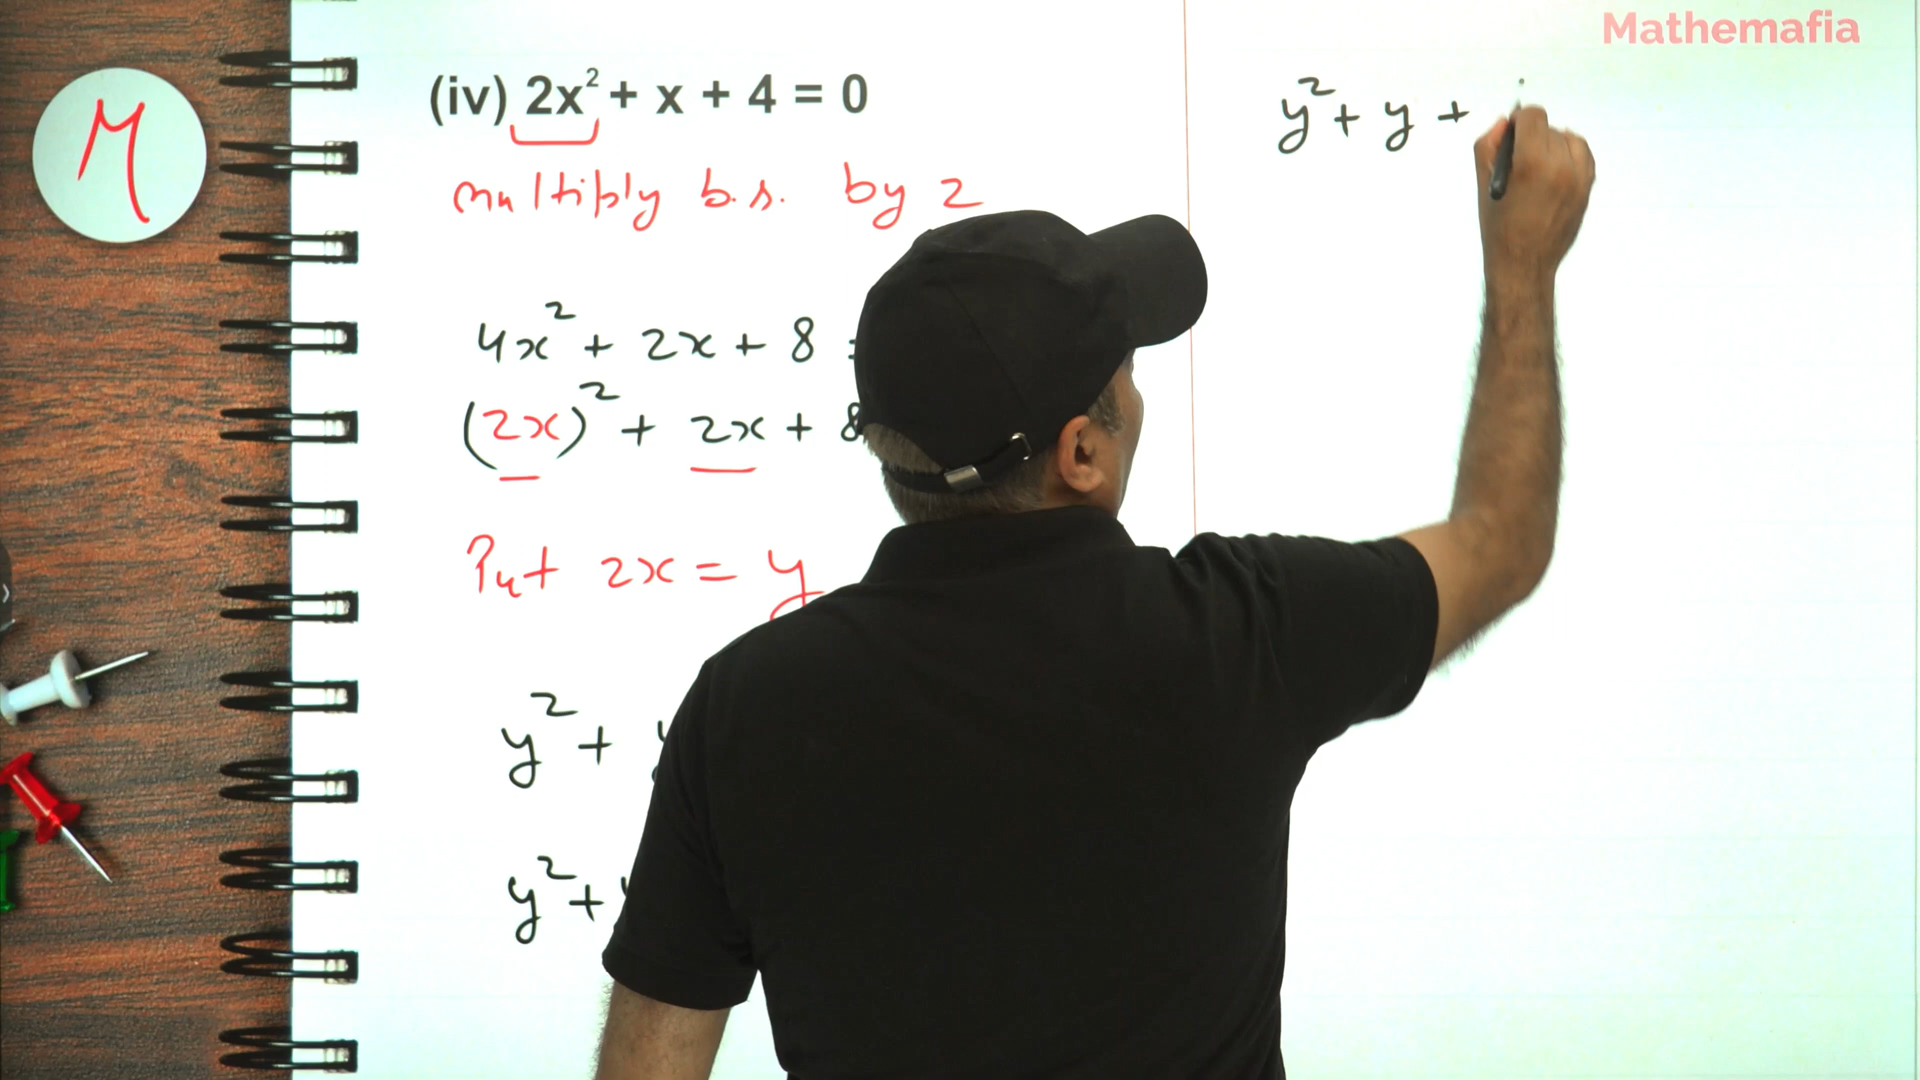 Mathemafia
M
(iv) 2x² + x + 4 = 0
multiply b.s. by 2
4x² + 2x + 8
(2x)² + 2x + 8
Put 2x = y
y² +
y² +
y² + y +